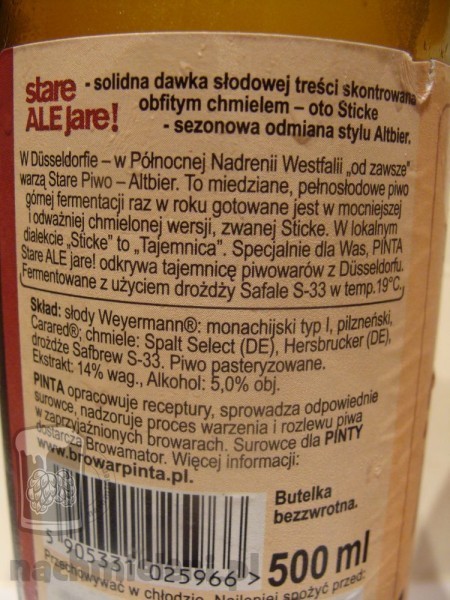 stare
ALE jare!
- solidna dawka słodowej treści skontrowana
obfitym chmielem – oto Sticke
- sezonowa odmiana stylu Altbier.
W Düsseldorfie – w Północnej Nadrenii Westfalii „od zawsze”
warzą Stare Piwo – Altbier. To miedziane, pełnosłodowe piwo
górnej fermentacji raz w roku gotowane jest w mocniejszej
i odważniej chmielonej wersji, zwanej Sticke. W lokalnym
dialekcie „Sticke” to „Tajemnica”. Specjalnie dla Was, PINTA
Stare ALE jare! odkrywa tajemnicę piwowarów z Düsseldorfu.
Fermentowane z użyciem drożdży Safale S-33 w temp.19°C.
Skład: słody Weyermann®: monachijski typ I, pilzneński,
Carared®; chmiele: Spalt Select (DE), Hersbrucker (DE),
drożdże Safbrew S-33. Piwo pasteryzowane.
Ekstrakt: 14% wag., Alkohol: 5,0% obj.
PINTA opracowuje receptury, sprowadza odpowiednie
surowce, nadzoruje proces warzenia i rozlewu piwa
w zaprzyjaźnionych browarach. Surowce dla PINTY
dostarcza Browamator. Więcej informacji:
www.browarpinta.pl.
Butelka
bezzwrotna.
5 905331 025966 >
500 ml
Przechowywać w chłodzie. Najlepiej spożyć przed: